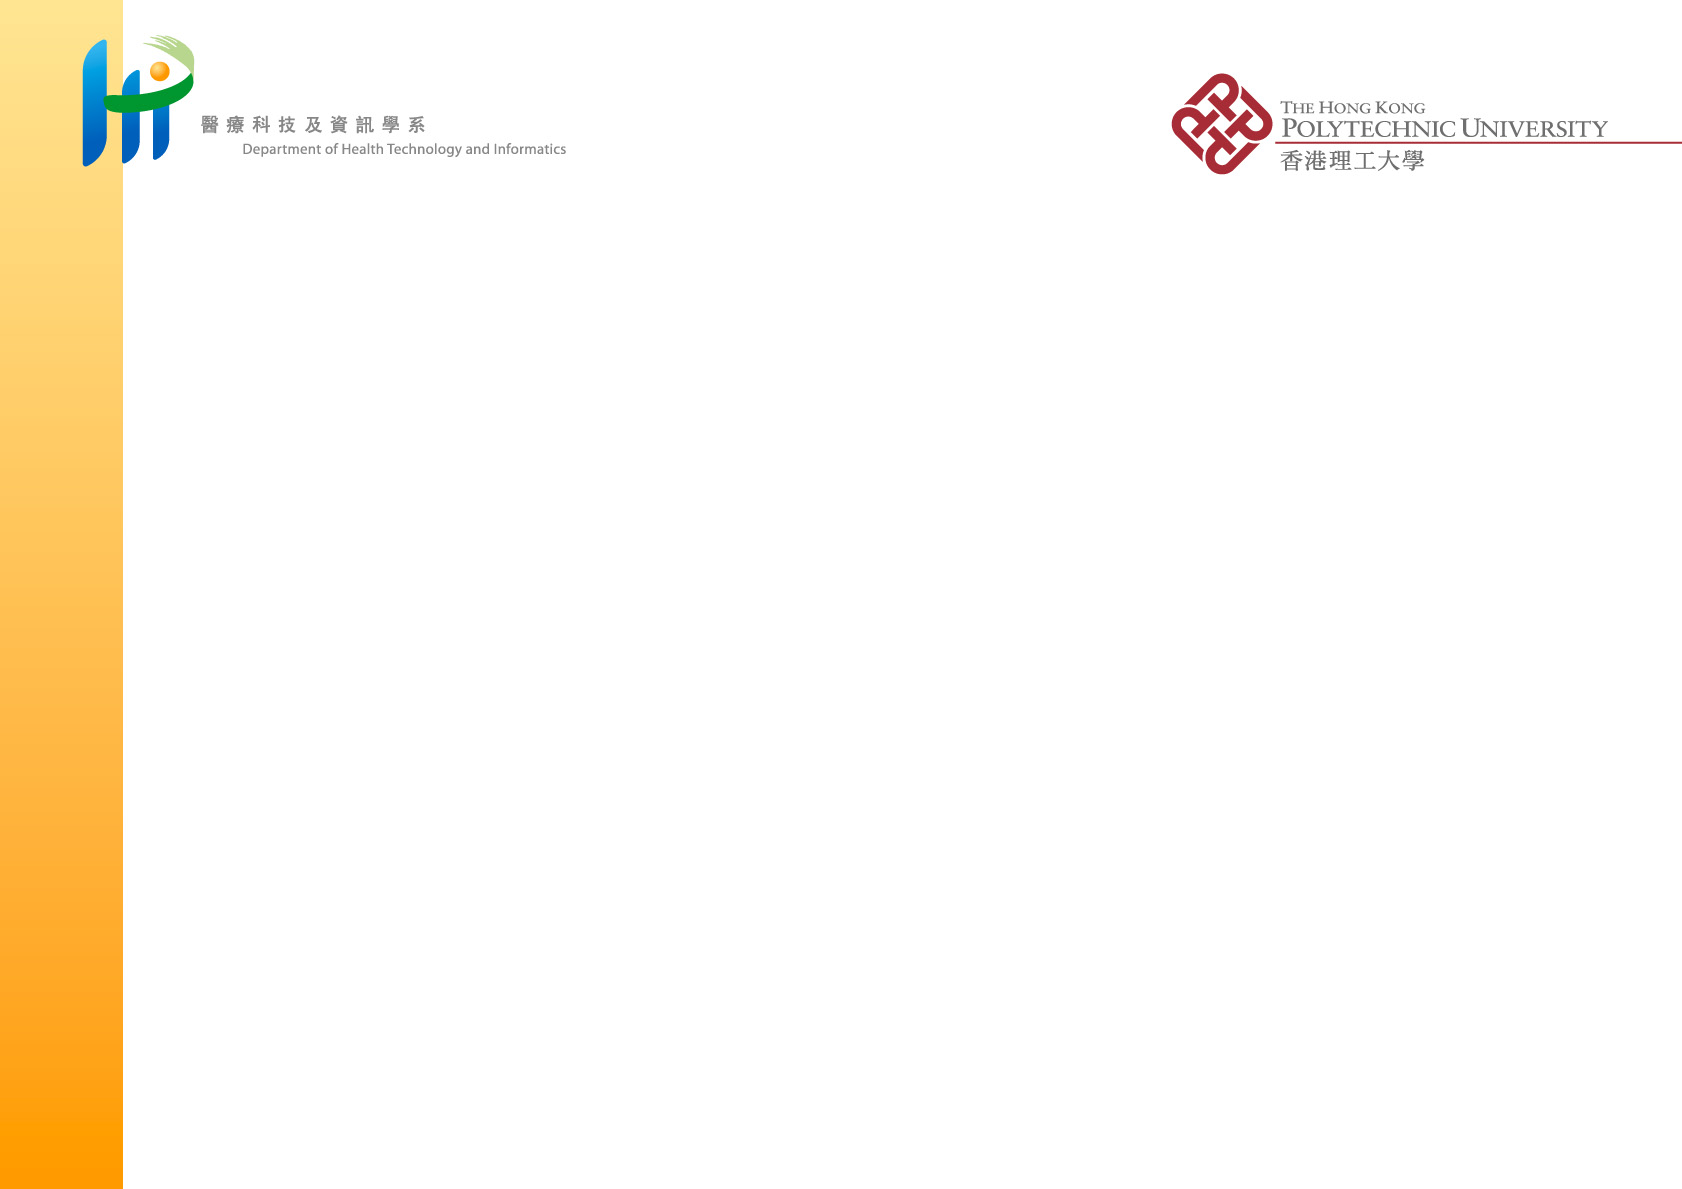 醫療科技及資訊學系
Department of Health Technology and Informatics
THE HONG KONG
POLYTECHNIC UNIVERSITY
香港理工大學